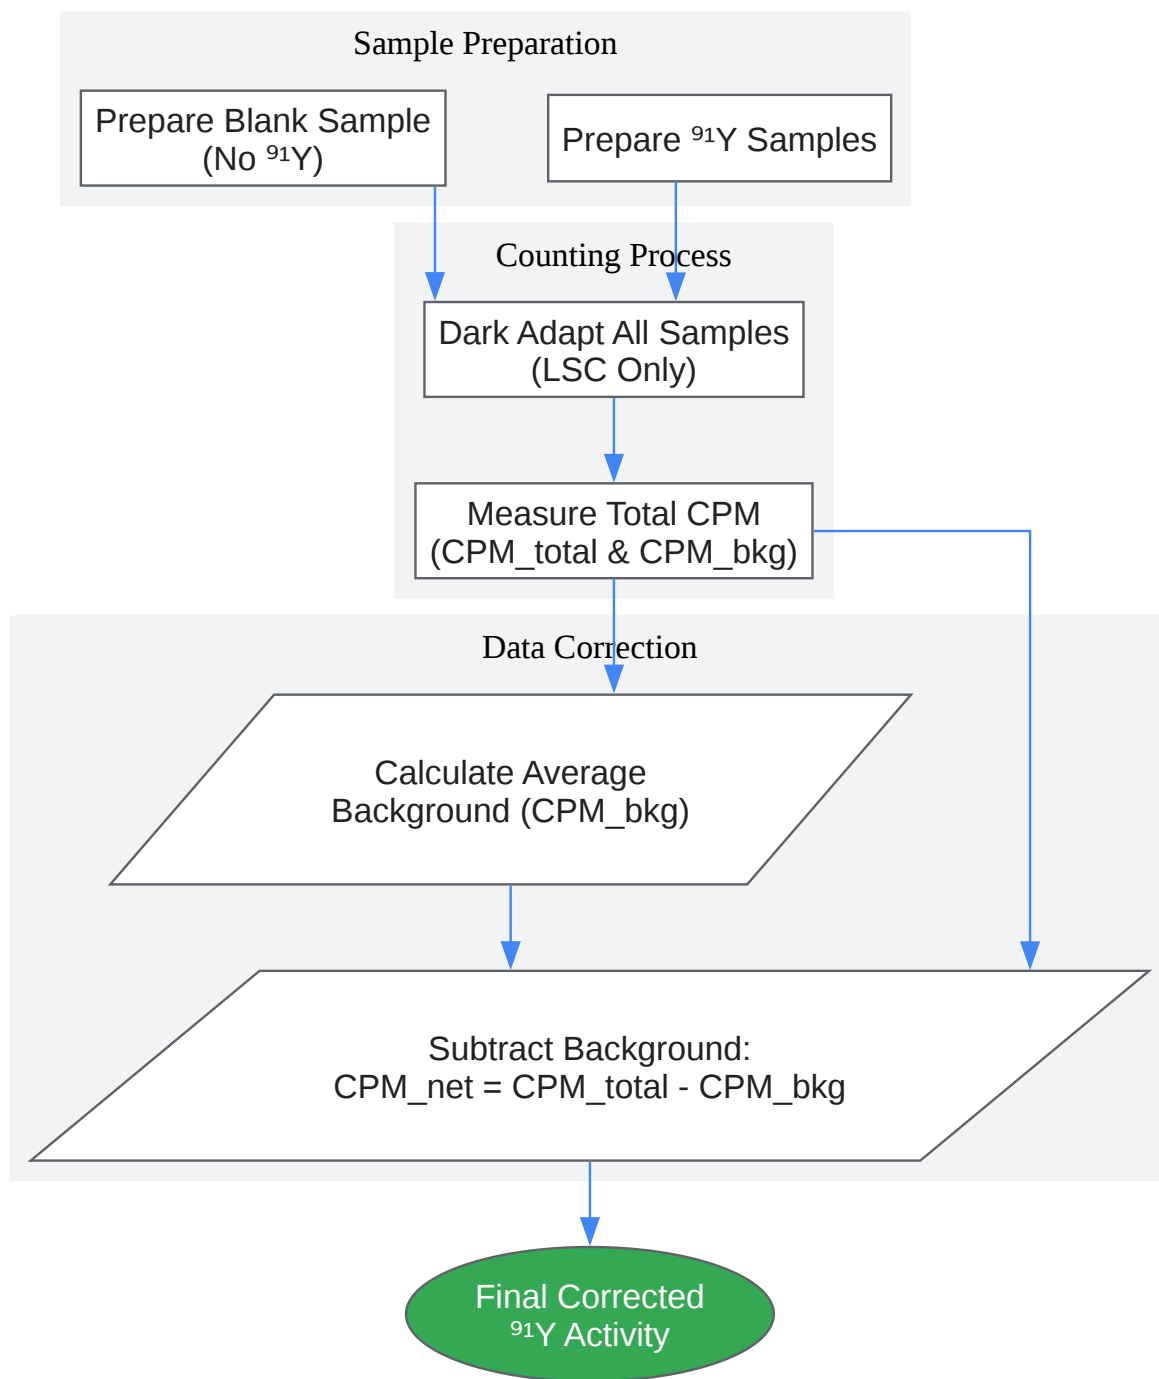 Sample Preparation
Prepare Blank Sample
(No ⁹¹Y)
Prepare ⁹¹Y Samples
Counting Process
Dark Adapt All Samples
(LSC Only)
Measure Total CPM
(CPM_total & CPM_bkg)
Data Correction
Calculate Average
Background (CPM_bkg)
Subtract Background:
CPM_net = CPM_total - CPM_bkg
Final Corrected
⁹¹Y Activity